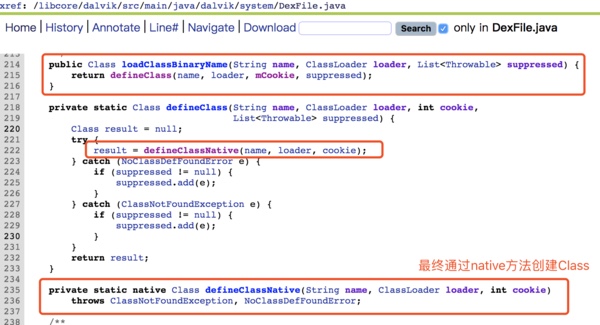 xref: /libcore/dalvik/src/main/java/dalvik/system/DexFile.java
Home | History | Annotate | Line# | Navigate | Download Search only in DexFile.java
213
214 public Class loadClassBinaryName(String name, ClassLoader loader, List<Throwable> suppressed) {
215 return defineClass(name, loader, mCookie, suppressed);
216 }
217
218 private static Class defineClass(String name, ClassLoader loader, int cookie,
219 List<Throwable> suppressed) {
220 Class result = null;
221 try {
222 result = defineClassNative(name, loader, cookie);
223 } catch (NoClassDefFoundError e) {
224 if (suppressed != null) {
225 suppressed.add(e);
226 }
227 } catch (ClassNotFoundException e) {
228 if (suppressed != null) {
229 suppressed.add(e);
230 }
231 }
232 return result;
233 }
最终通过native方法创建Class
234
235 private static native Class defineClassNative(String name, ClassLoader loader, int cookie)
236 throws ClassNotFoundException, NoClassDefFoundError;
237
238 /**